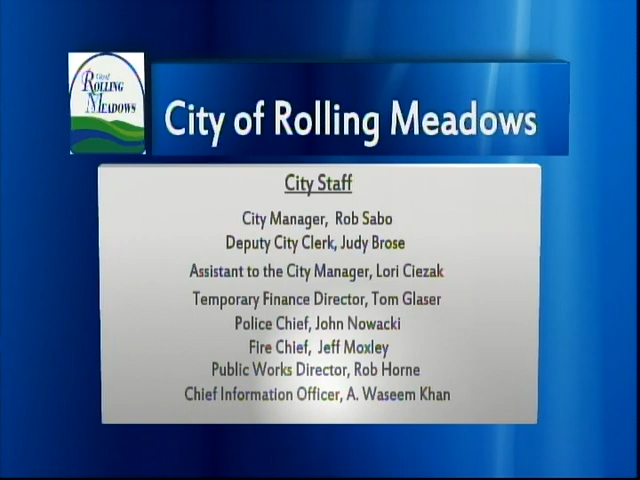 City of
Rolling
Meadows
City of Rolling Meadows
City Staff
City Manager, Rob Sabo
Deputy City Clerk, Judy Brose
Assistant to the City Manager, Lori Ciezak
Temporary Finance Director, Tom Glaser
Police Chief, John Nowacki
Fire Chief, Jeff Moxley
Public Works Director, Rob Horne
Chief Information Officer, A. Waseem Khan